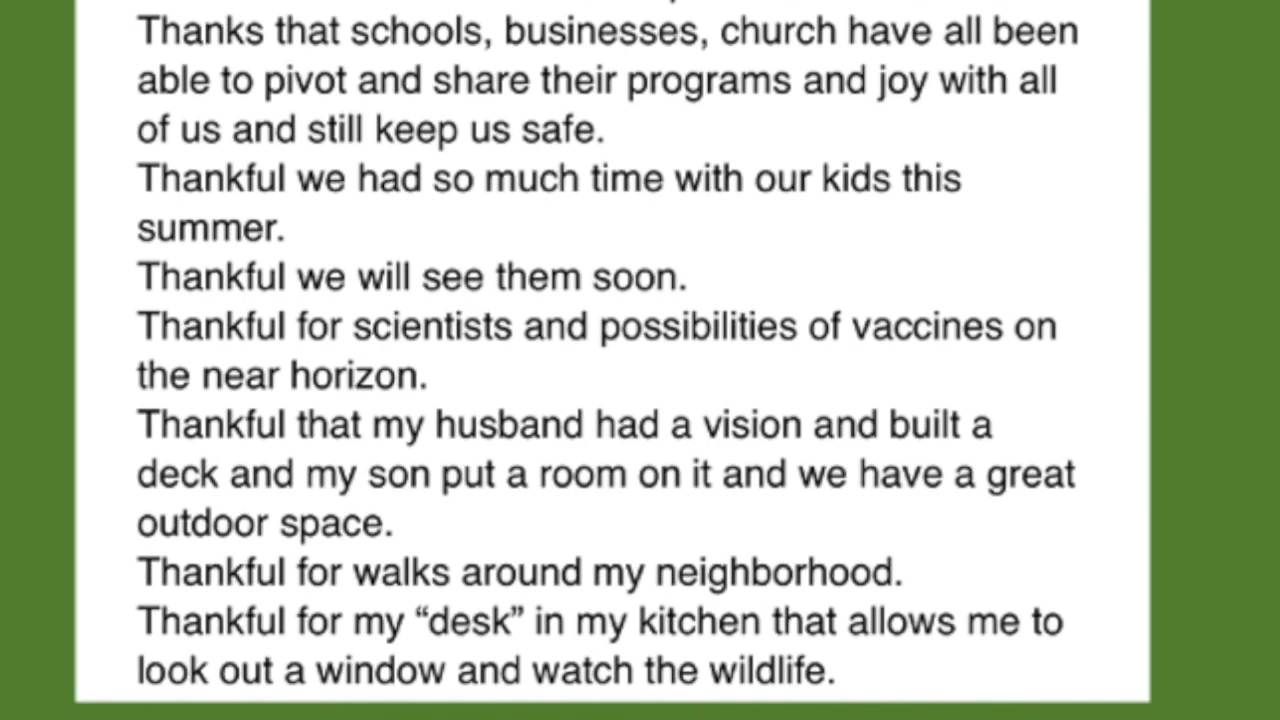 Thanks that schools, businesses, church have all been
able to pivot and share their programs and joy with all
of us and still keep us safe.
Thankful we had so much time with our kids this
summer.
Thankful we will see them soon.
Thankful for scientists and possibilities of vaccines on
the near horizon.
Thankful that my husband had a vision and built a
deck and my son put a room on it and we have a great
outdoor space.
Thankful for walks around my neighborhood.
Thankful for my “desk” in my kitchen that allows me to
look out a window and watch the wildlife.